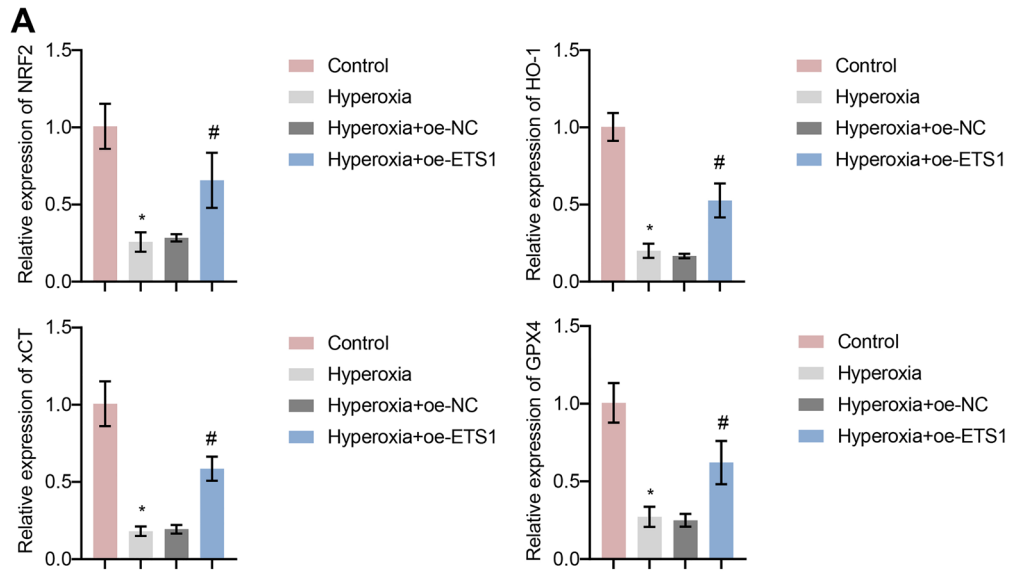 A
Relative expression of NRF2
1.5
1.0
0.5
0.0
*
#
Control
Hyperoxia
Hyperoxia+oe-NC
Hyperoxia+oe-ETS1
Relative expression of HO-1
1.5
1.0
0.5
0.0
*
#
Control
Hyperoxia
Hyperoxia+oe-NC
Hyperoxia+oe-ETS1
Relative expression of xCT
1.5
1.0
0.5
0.0
*
#
Control
Hyperoxia
Hyperoxia+oe-NC
Hyperoxia+oe-ETS1
Relative expression of GPX4
1.5
1.0
0.5
0.0
*
#
Control
Hyperoxia
Hyperoxia+oe-NC
Hyperoxia+oe-ETS1